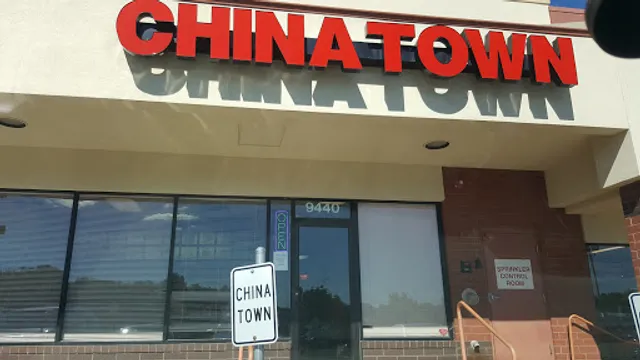 CHINA TOWN
9440
OPEN
CHINA
TOWN
SPRINKLER
CONTROL
ROOM